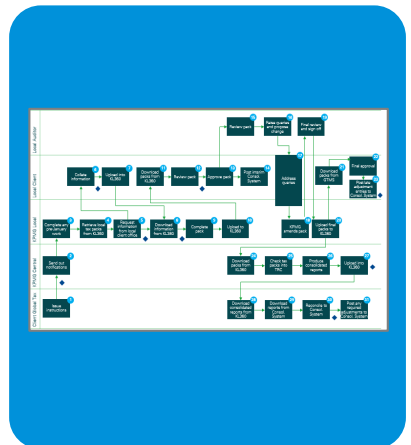 Local Auditor
Review pack
Raise queries
and propose
change
Final review
and sign off
Local Client
Collate
information
Upload into
KL360
Download
packs from
KL360
Review pack
Approve pack
Post into/in
Consol.
System
Address
queries
Download
packs from
GTMS
Final approval
Final late
adjustment
entries to
Consol. System
KPMG Local
Complete any
pre-January
work
Retrieve local
tax packs
from KL360
Request
information
from local
client office
Download
information
from KL360
Complete
pack
Upload to
KL360
KPMG
amends pack
Upload final
packs to
KL360
KPMG Central
Send out
notifications
Download
packs from
KL360
Check tax
packs into
TRC
Produce
consolidated
reports
Upload into
KL360
Client Global Tax
Issue
instructions
Download
consolidated
reports from
KL360
Download
reports from
Consol.
System
Reconcile to
Consol.
System
Post any
required
adjustments to
Consol. System